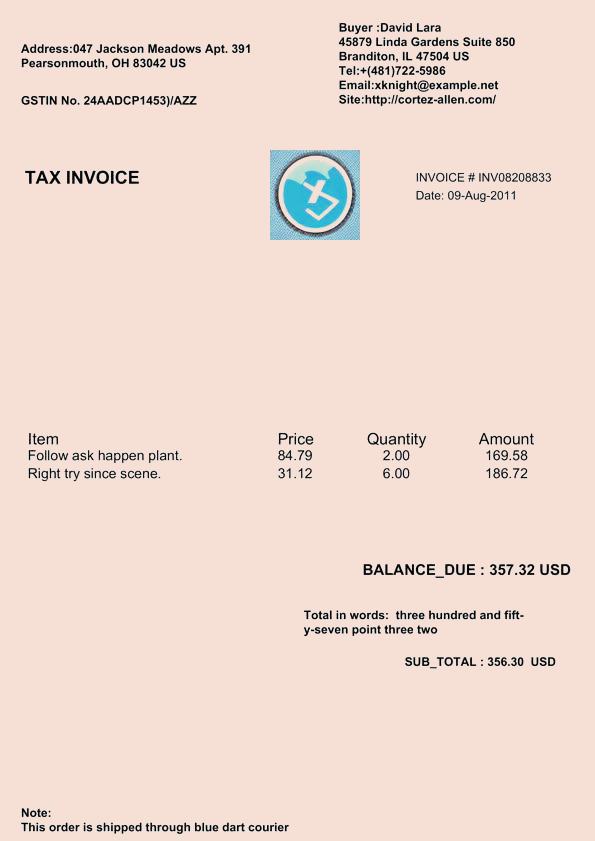 Address:047 Jackson Meadows Apt. 391
Pearsonmouth, OH 83042 US
GSTIN No. 24AADCP1453)/AZZ
Buyer :David Lara
45879 Linda Gardens Suite 850
Branditon, IL 47504 US
Tel:+(481)722-5986
Email:xknight@example.net
Site:http://cortez-allen.com/
TAX INVOICE
INVOICE # INV08208833
Date: 09-Aug-2011
Item Price Quantity Amount
Follow ask happen plant. 84.79 2.00 169.58
Right try since scene. 31.12 6.00 186.72
BALANCE_DUE : 357.32 USD
Total in words: three hundred and fift-
y-seven point three two
SUB_TOTAL : 356.30 USD
Note:
This order is shipped through blue dart courier